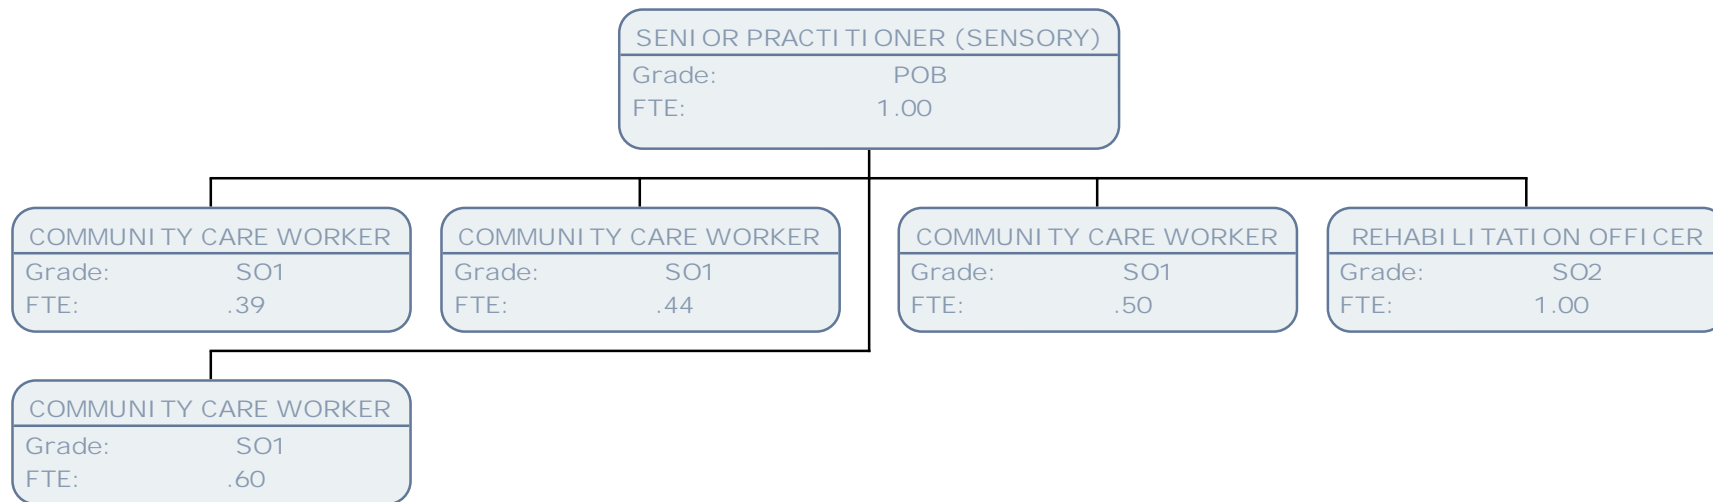 SENIOR PRACTITIONER (SENSORY)
Grade: POB
FTE: 1.00
COMMUNITY CARE WORKER
Grade: SO1
FTE: .39
COMMUNITY CARE WORKER
Grade: SO1
FTE: .44
COMMUNITY CARE WORKER
Grade: SO1
FTE: .50
REHABILITATION OFFICER
Grade: SO2
FTE: 1.00
COMMUNITY CARE WORKER
Grade: SO1
FTE: .60